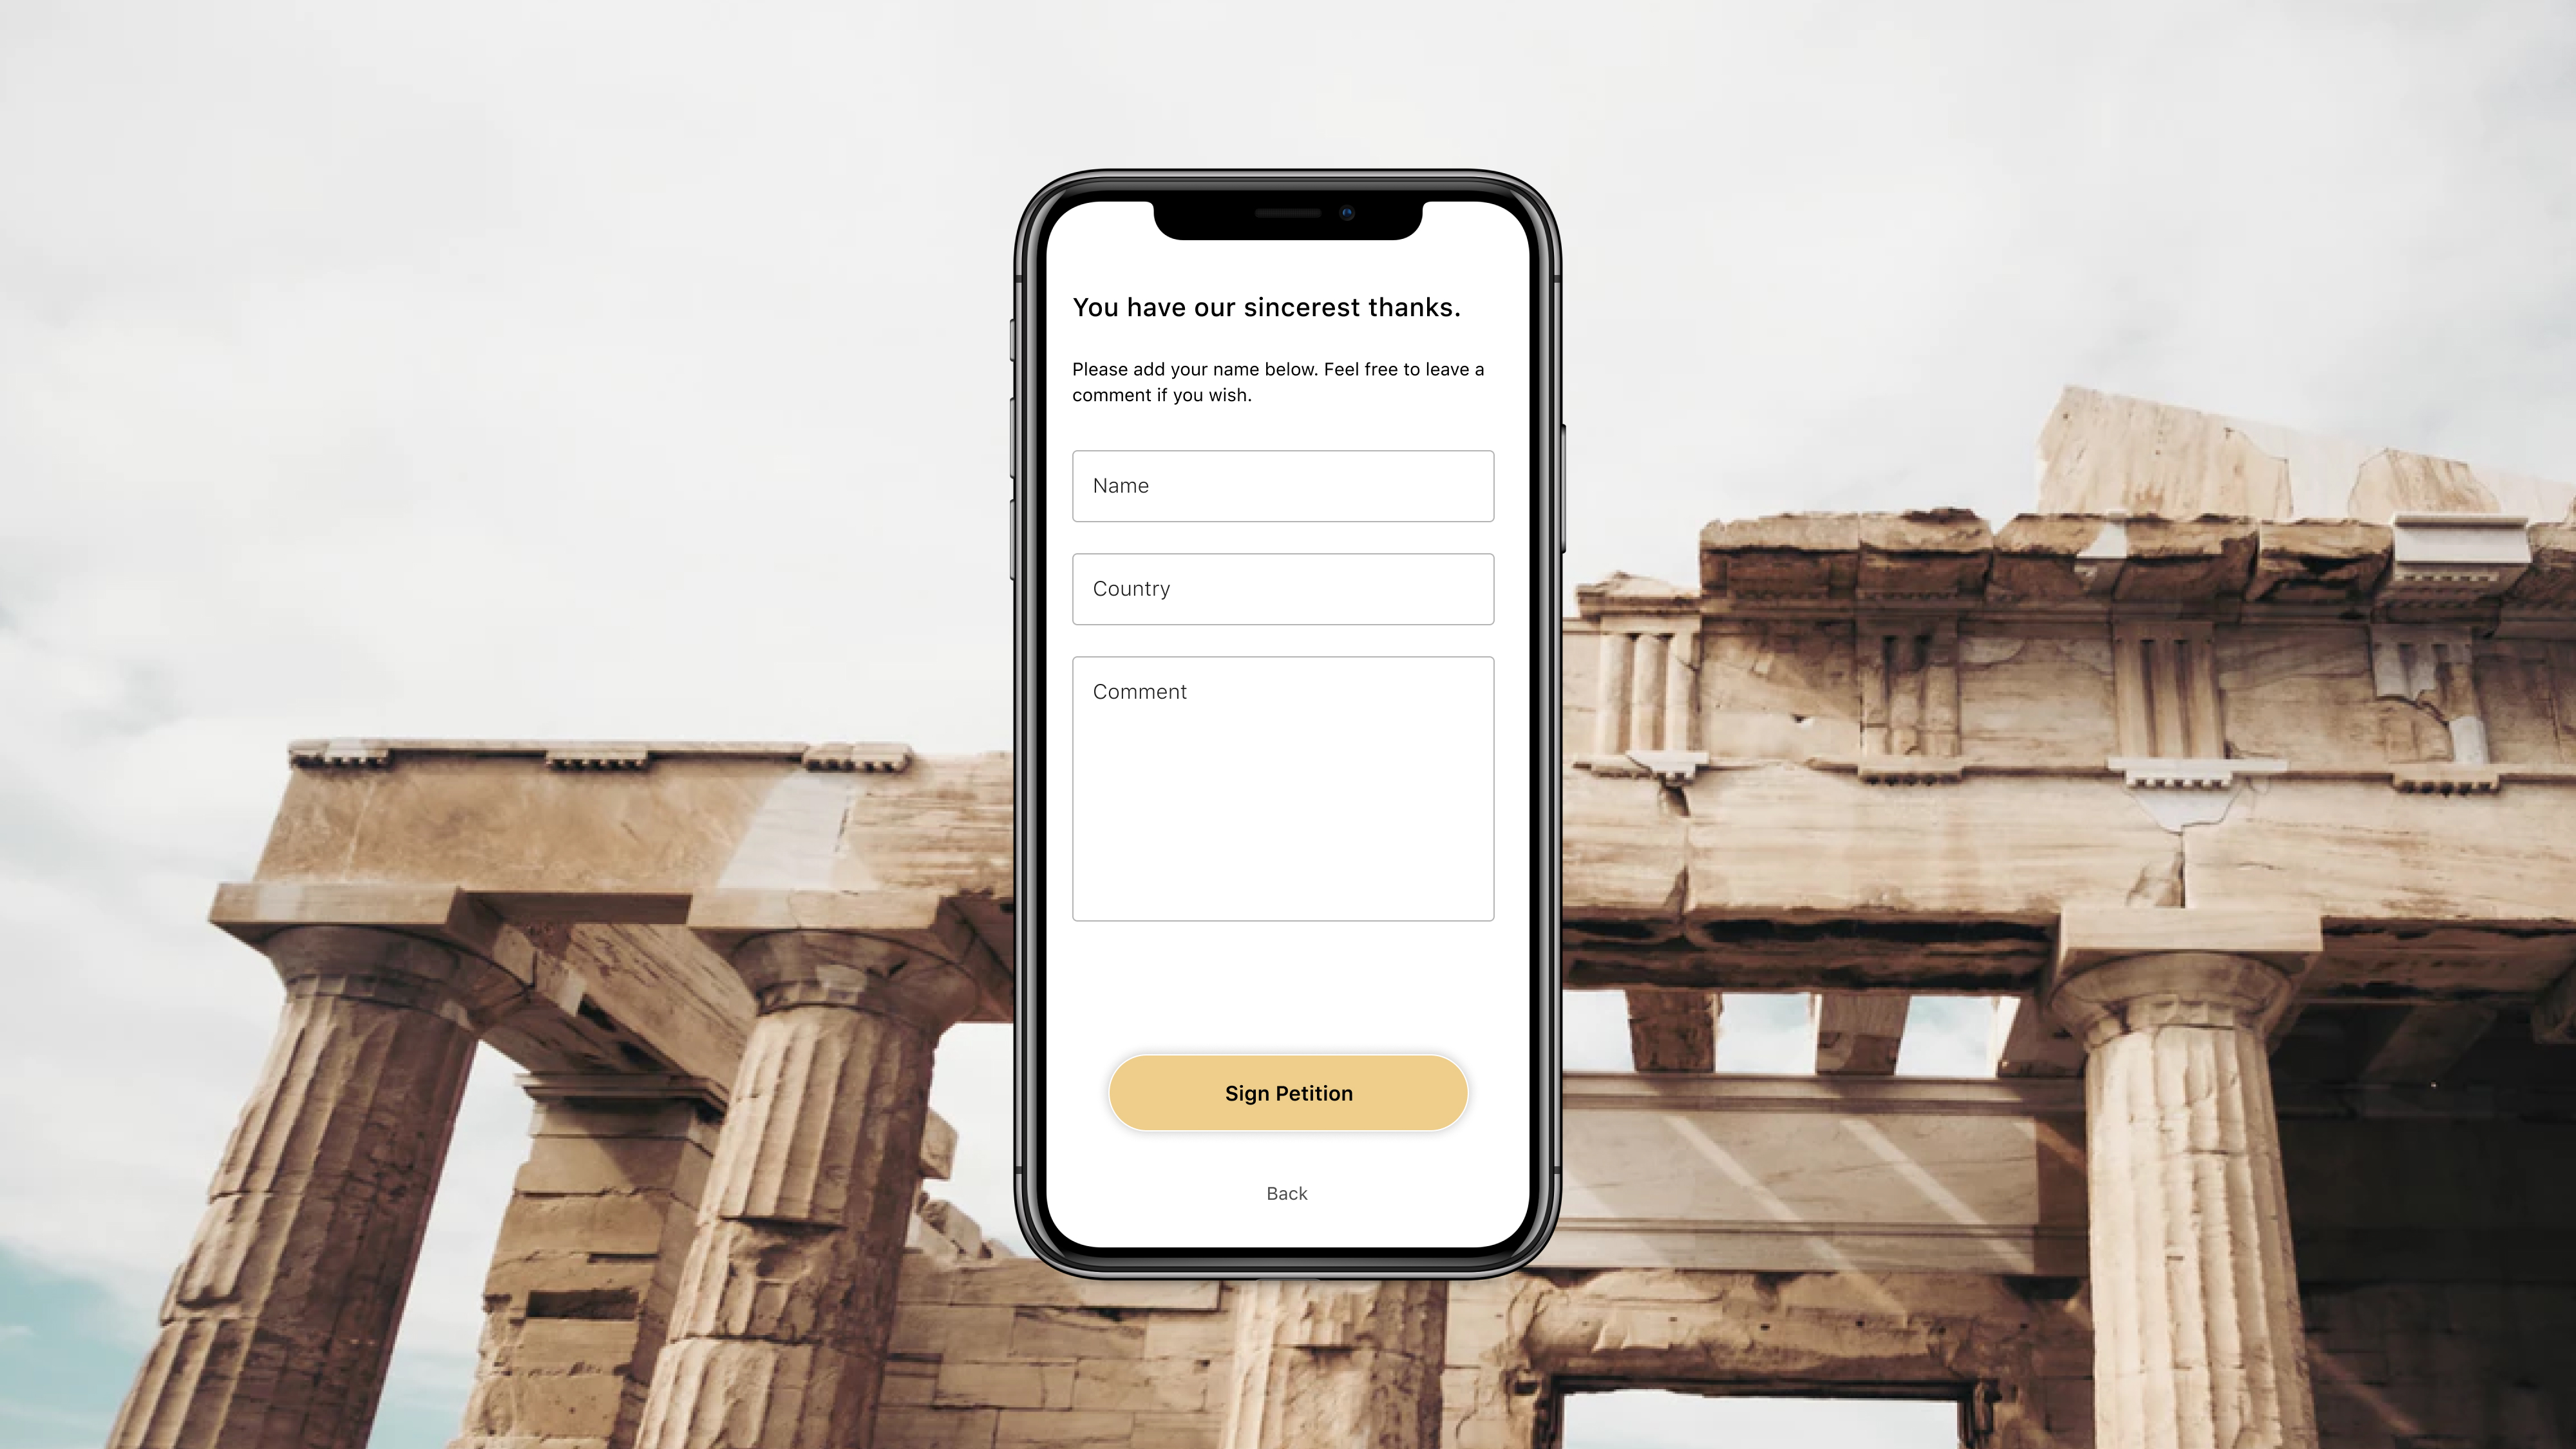 You have our sincerest thanks.
Please add your name below. Feel free to leave a
comment if you wish.
Name
Country
Comment
Sign Petition
Back